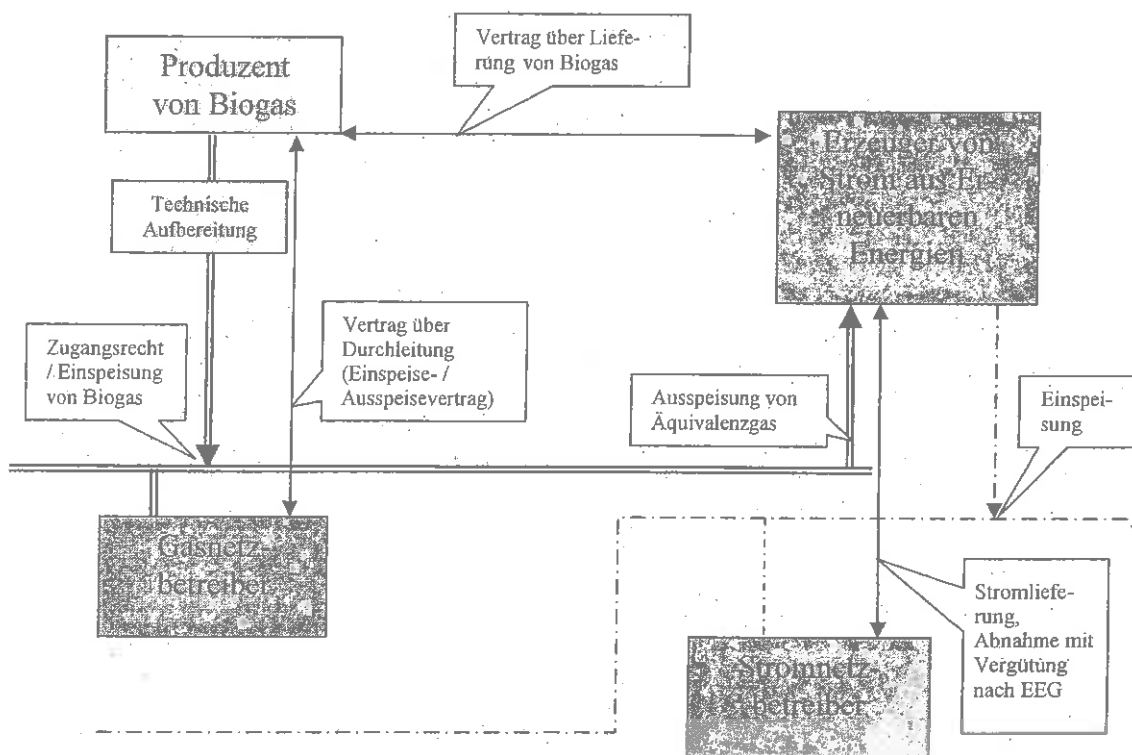 Vertrag über Liefe-
rung von Biogas
Produzent
von Biogas
Erzeuger von
Strom aus Er-
neuerbaren
Energien
Technische
Aufbereitung
Zugangsrecht
/ Einspeisung
von Biogas
Vertrag über
Durchleitung
(Einspeise- /
Ausspeisevertrag)
Ausspeisung von
Äquivalenzgas
Einspei-
sung
Gasnetz-
betreiber
Stromliefe-
rung,
Abnahme mit
Vergütung
nach EEG
Stromnetz-
betreiber